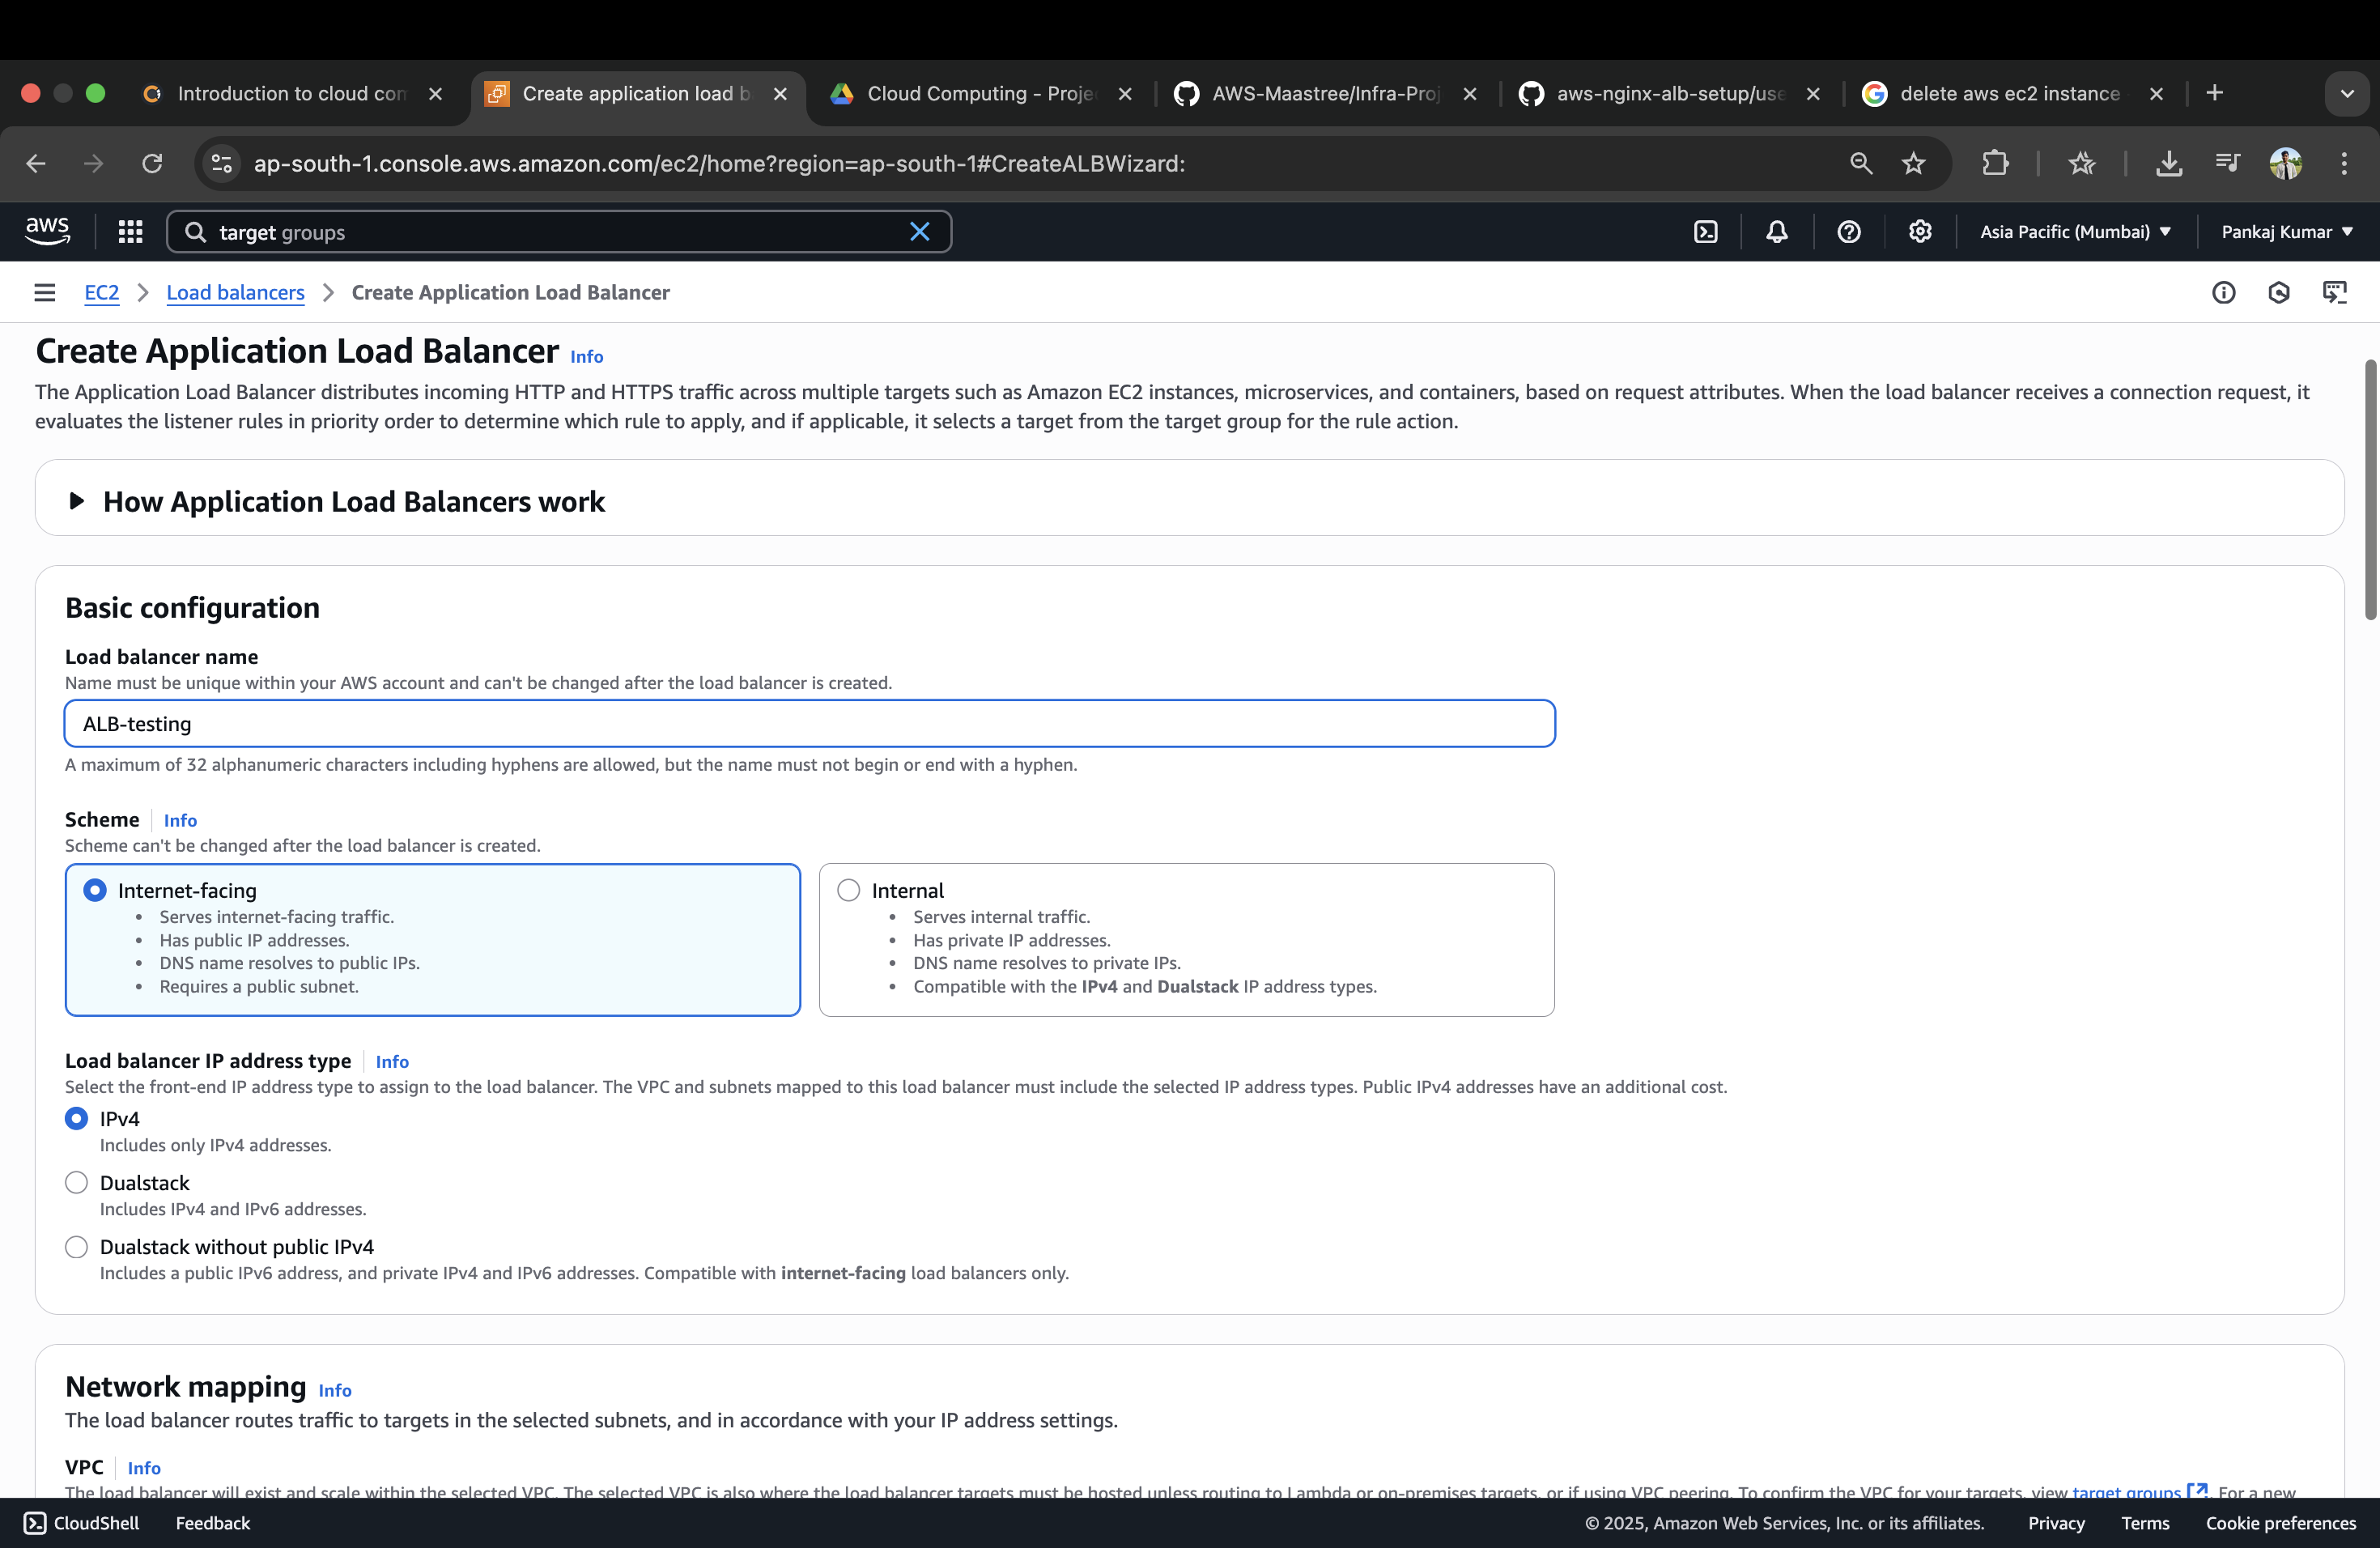 Introduction to cloud con
Create application load b
Cloud Computing - Proje
AWS-Maastree/Infra-Proj
aws-nginx-alb-setup/use
delete aws ec2 instance
ap-south-1.console.aws.amazon.com/ec2/home?region=ap-south-1#CreateALBWizard:
aws
target groups
Asia Pacific (Mumbai)
Pankaj Kumar
EC2
Load balancers
Create Application Load Balancer
Create Application Load Balancer Info
The Application Load Balancer distributes incoming HTTP and HTTPS traffic across multiple targets such as Amazon EC2 instances, microservices, and containers, based on request attributes. When the load balancer receives a connection request, it
evaluates the listener rules in priority order to determine which rule to apply, and if applicable, it selects a target from the target group for the rule action.
How Application Load Balancers work
Basic configuration
Load balancer name
Name must be unique within your AWS account and can't be changed after the load balancer is created.
ALB-testing
A maximum of 32 alphanumeric characters including hyphens are allowed, but the name must not begin or end with a hyphen.
Scheme Info
Scheme can't be changed after the load balancer is created.
Internet-facing
• Serves internet-facing traffic.
• Has public IP addresses.
• DNS name resolves to public IPs.
• Requires a public subnet.
Internal
• Serves internal traffic.
• Has private IP addresses.
• DNS name resolves to private IPs.
• Compatible with the IPv4 and Dualstack IP address types.
Load balancer IP address type Info
Select the front-end IP address type to assign to the load balancer. The VPC and subnets mapped to this load balancer must include the selected IP address types. Public IPv4 addresses have an additional cost.
IPv4
Includes only IPv4 addresses.
Dualstack
Includes IPv4 and IPv6 addresses.
Dualstack without public IPv4
Includes a public IPv6 address, and private IPv4 and IPv6 addresses. Compatible with internet-facing load balancers only.
Network mapping Info
The load balancer routes traffic to targets in the selected subnets, and in accordance with your IP address settings.
VPC Info
The load balancer will exist and scale within the selected VPC. The selected VPC is also where the load balancer targets must be hosted unless routing to Lambda or on-premises targets, or if using VPC peering. To confirm the VPC for your targets, view target groups. For a new
CloudShell
Feedback
© 2025, Amazon Web Services, Inc. or its affiliates.
Privacy
Terms
Cookie preferences